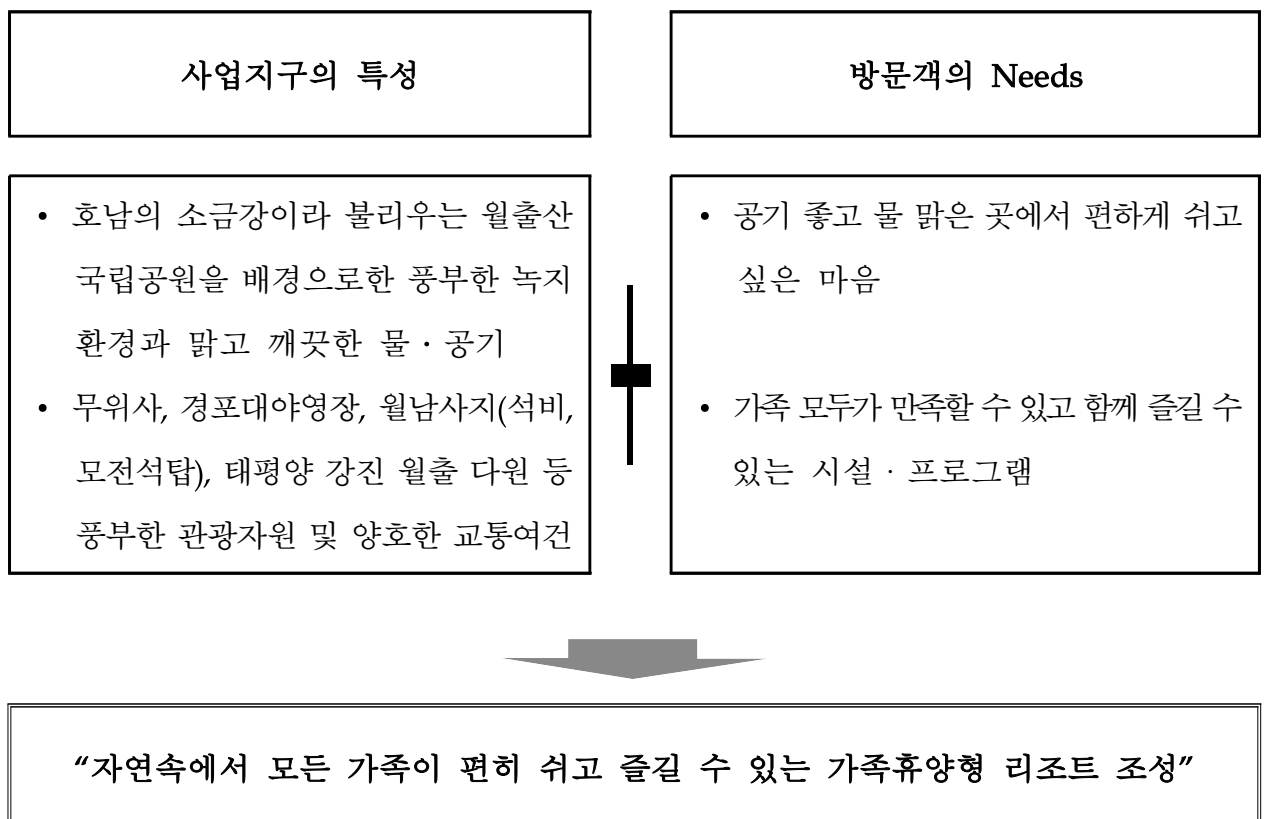 사업지구의 특성
방문객의 Needs
• 호남의 소금강이라 불리우는 월출산
국립공원을 배경으로한 풍부한 녹지
환경과 맑고 깨끗한 물 · 공기
• 무위사, 경포대야영장, 월남사지(석비,
모전석탑), 태평양 강진 월출 다원 등
풍부한 관광자원 및 양호한 교통여건
• 공기 좋고 물 맑은 곳에서 편하게 쉬고
싶은 마음
• 가족 모두가 만족할 수 있고 함께 즐길 수
있는 시설 · 프로그램
“자연속에서 모든 가족이 편히 쉬고 즐길 수 있는 가족휴양형 리조트 조성”